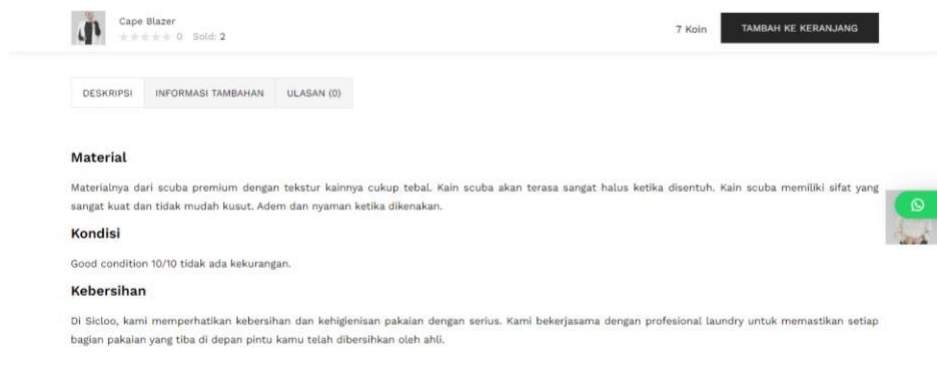 Cape Blazer
0 Sold: 2
7 Koin
TAMBAH KE KERANJANG
DESKRIPSI
INFORMASI TAMBAHAN
ULASAN (0)
Material
Materialnya dari scuba premium dengan tekstur kainnya cukup tebal. Kain scuba akan terasa sangat halus ketika disentuh. Kain scuba memiliki sifat yang
sangat kuat dan tidak mudah kusut. Adem dan nyaman ketika dikenakan.
Kondisi
Good condition 10/10 tidak ada kekurangan.
Kebersihan
Di Sicloo, kami memperhatikan kebersihan dan kehigienisan pakaian dengan serius. Kami bekerjasama dengan profesional laundry untuk memastikan setiap
bagian pakaian yang tiba di depan pintu kamu telah dibersihkan oleh ahli.